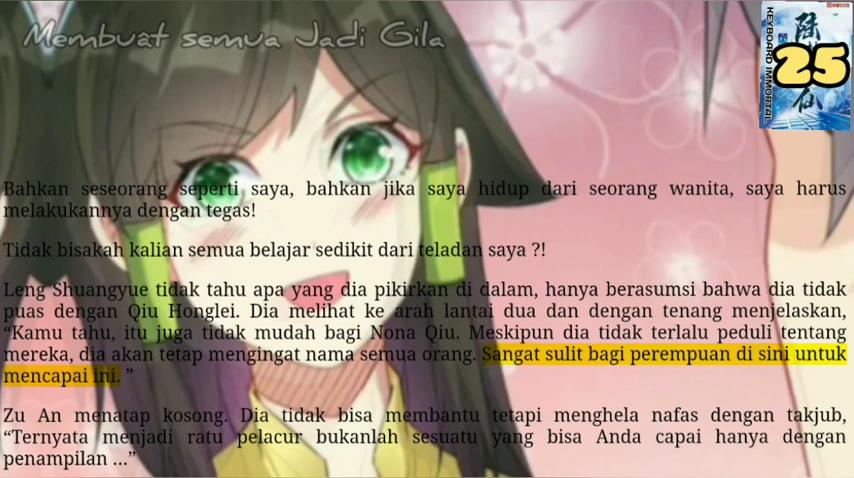 Membuat semua Jadi Gila
KEYBOARD IMMORTAL
25
Bahkan seseorang seperti saya, bahkan jika saya hidup dari seorang wanita, saya harus
melakukannya dengan tegas!
Tidak bisakah kalian semua belajar sedikit dari teladan saya ?!
Leng Shuangyue tidak tahu apa yang dia pikirkan di dalam, hanya berasumsi bahwa dia tidak
puas dengan Qiu Honglei. Dia melihat ke arah lantai dua dan dengan tenang menjelaskan,
“Kamu tahu, itu juga tidak mudah bagi Nona Qiu. Meskipun dia tidak terlalu peduli tentang
mereka, dia akan tetap mengingat nama semua orang. Sangat sulit bagi perempuan di sini untuk
mencapai ini. ”
Zu An menatap kosong. Dia tidak bisa membantu tetapi menghela nafas dengan takjub,
“Ternyata menjadi ratu pelacur bukanlah sesuatu yang bisa Anda capai hanya dengan
penampilan ...”